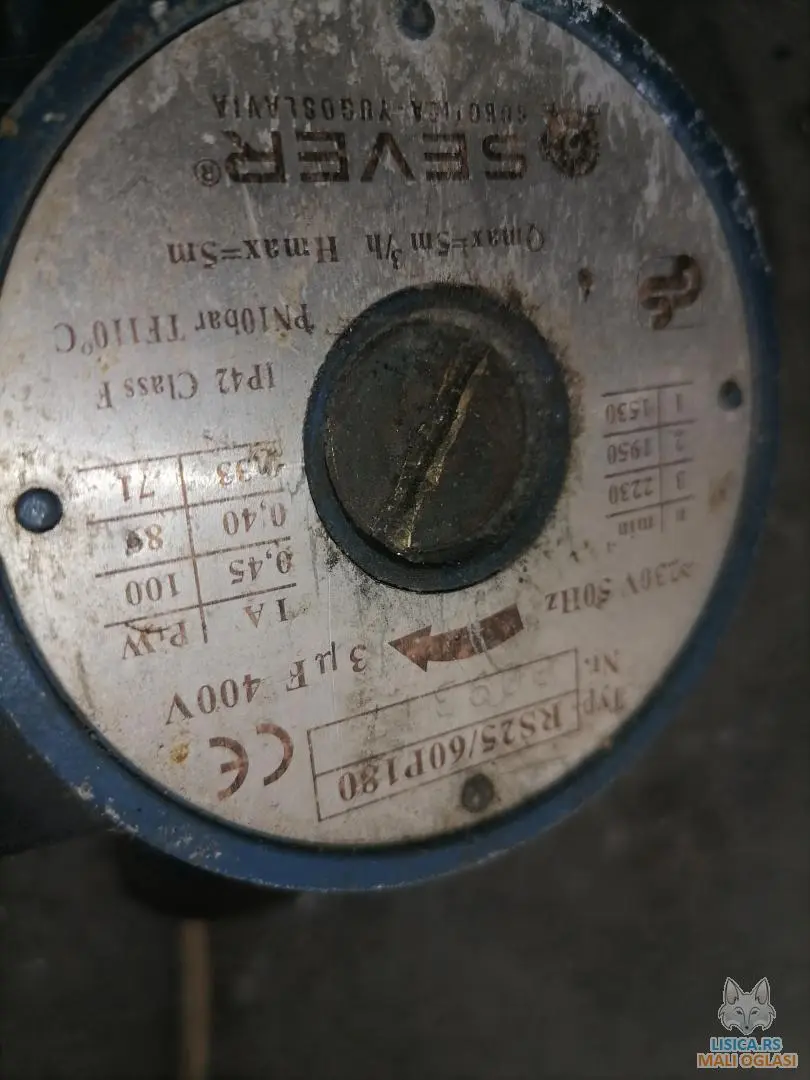 Typ. RS25/60P180
Nr.
CE
3 µF 400V
~230V 50Hz
n min
3 2230
2 1950
1 1530
I A P₁W
0,45 100
0,40
0,33 71
IP42 Class F
PN10bar TF110°C
Qmax=5m³/h Hmax=5m
SEVER®
SUBOTICA-YUGOSLAVIA
LISICA.RS
MALI OGLASI